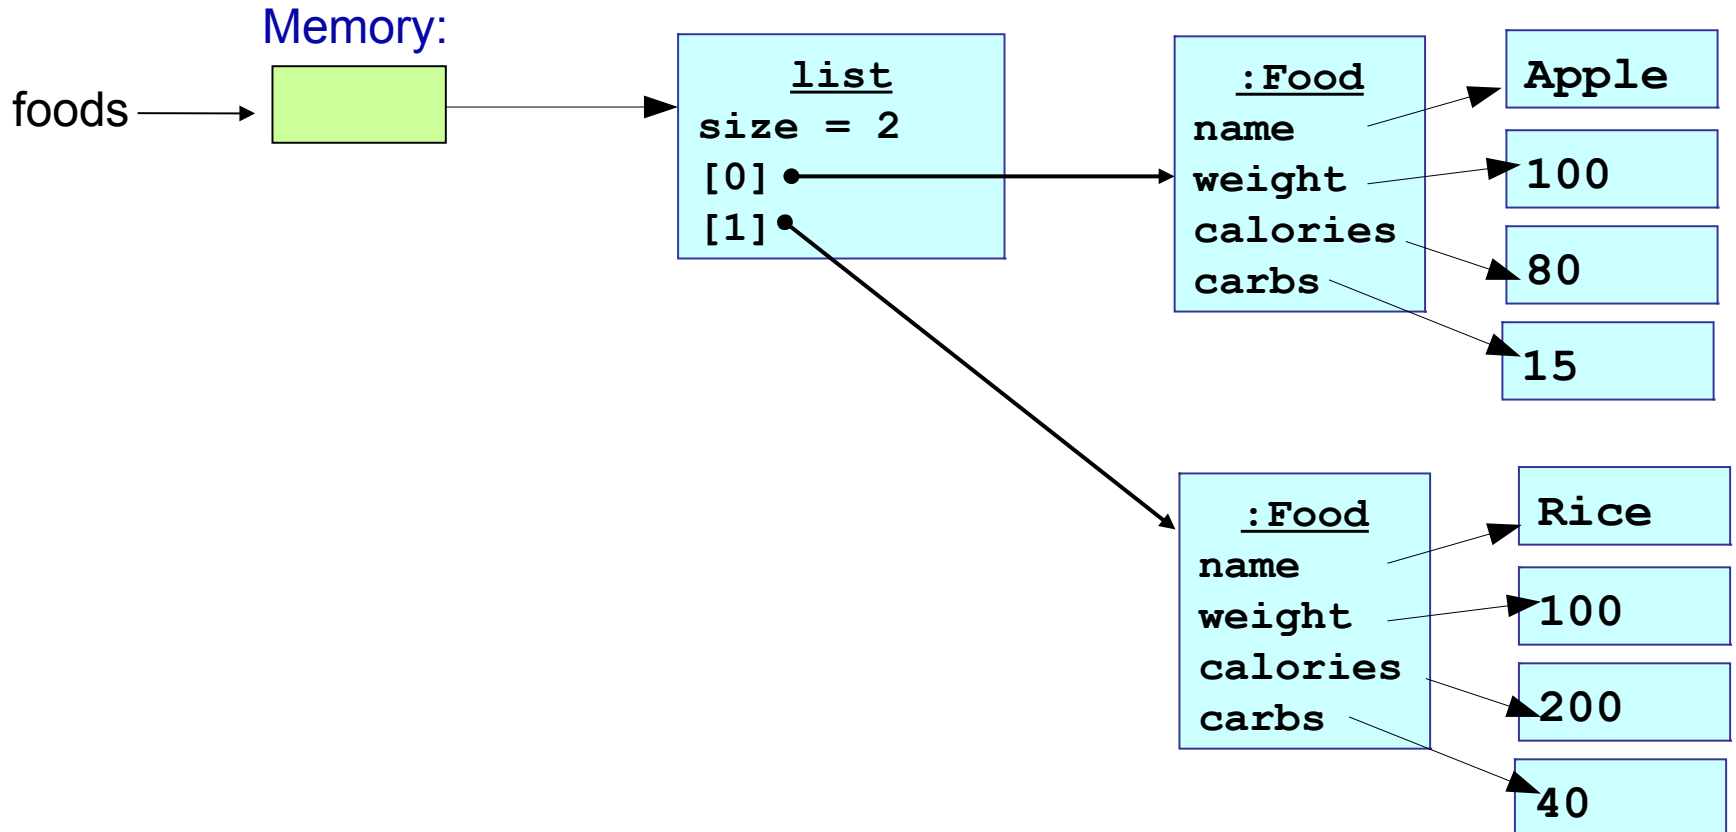 Memory:
foods
list
size = 2
[0]
[1]
:Food
name
weight
calories
carbs
Apple
100
80
15
:Food
name
weight
calories
carbs
Rice
100
200
40